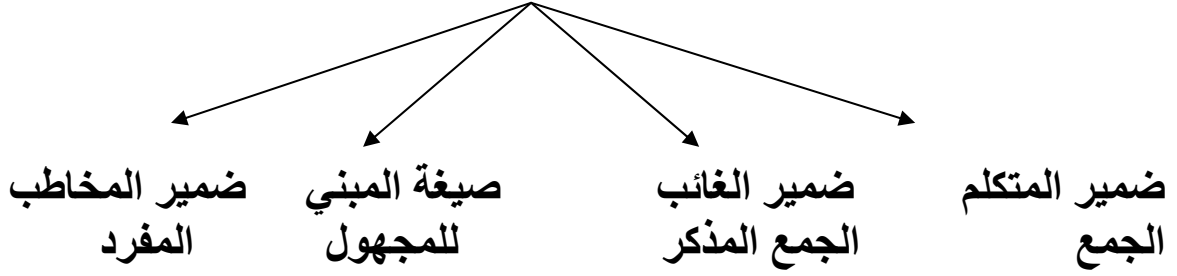 ضمير المتكلم ضمير الغائب صيغة المبني ضمير المخاطب
الجمع الجمع المذكر للمجهول المفرد